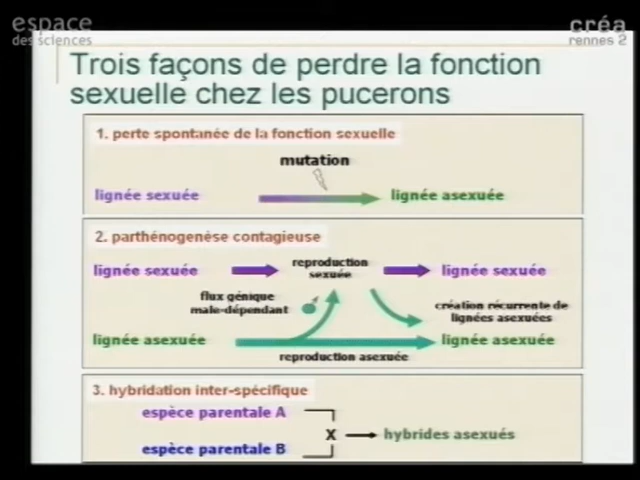 espace
des sciences
créa
rennes 2
Trois façons de perdre la fonction
sexuelle chez les pucerons
1. perte spontanée de la fonction sexuelle
mutation
lignée sexuée
lignée asexuée
2. parthénogenèse contagieuse
lignée sexuée
reproduction
sexuée
lignée sexuée
flux génique
male-dépendant
création récurrente de
lignées asexuées
lignée asexuée
lignée asexuée
reproduction asexuée
3. hybridation inter-spécifique
espèce parentale A
X
hybrides asexués
espèce parentale B